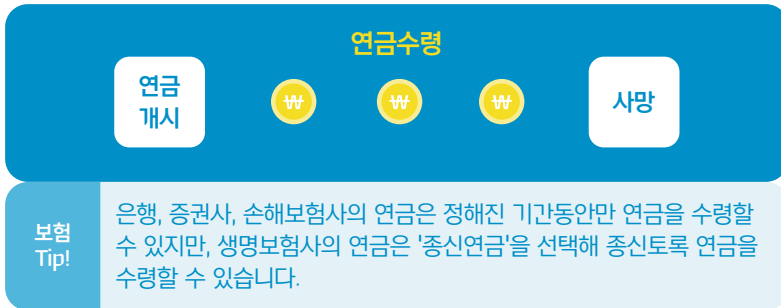 연금수령
연금
개시
₩ ₩ ₩
사망
보험
Tip!
은행, 증권사, 손해보험사의 연금은 정해진 기간동안만 연금을 수령할
수 있지만, 생명보험사의 연금은 '종신연금'을 선택해 종신토록 연금을
수령할 수 있습니다.